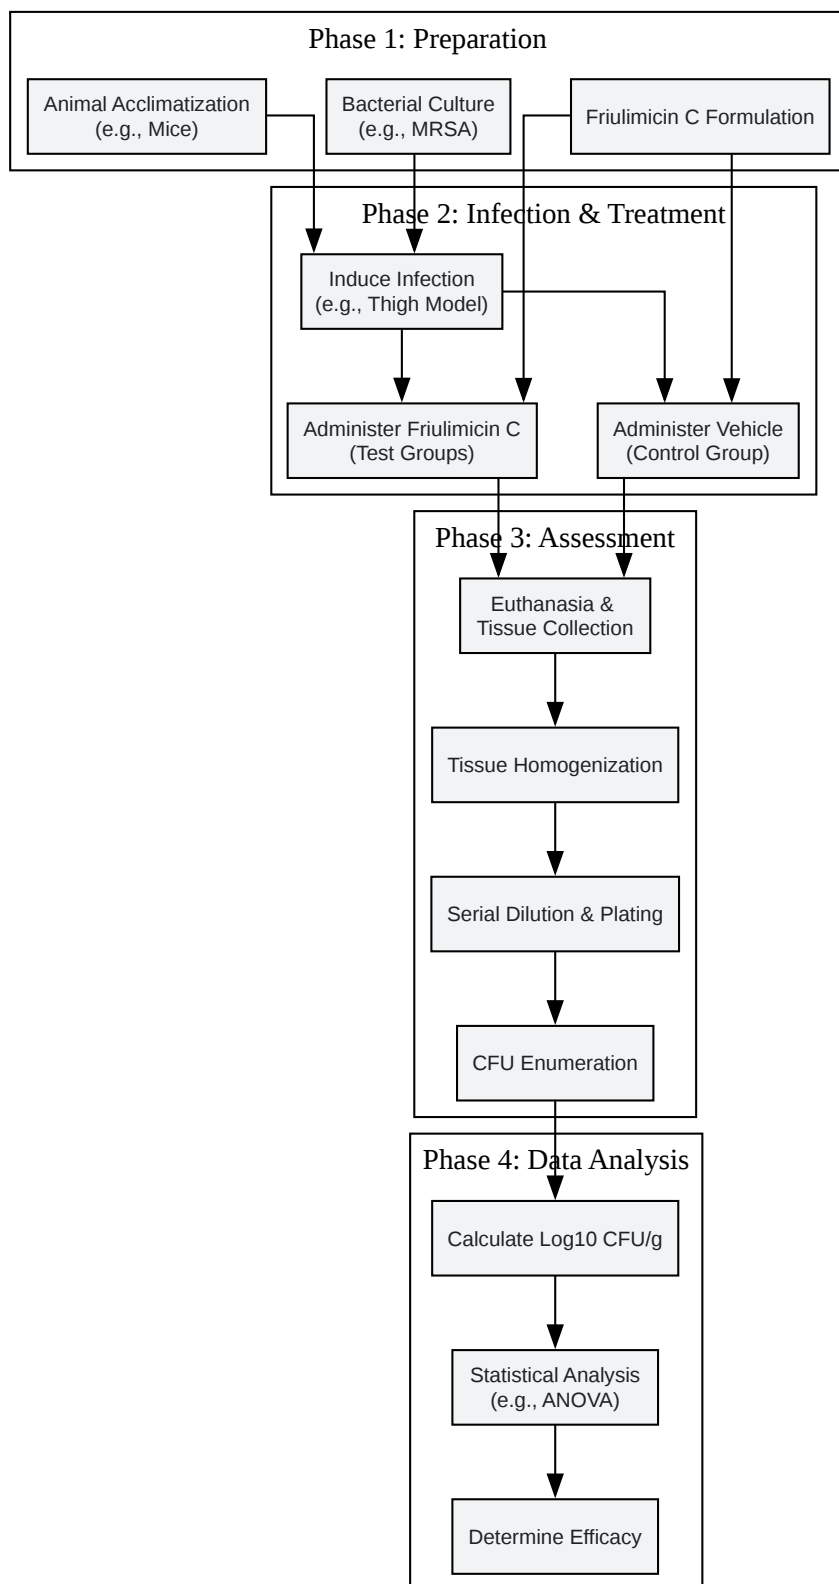 Phase 1: Preparation
Animal Acclimatization
(e.g., Mice)
Bacterial Culture
(e.g., MRSA)
Friulimicin C Formulation
Phase 2: Infection & Treatment
Induce Infection
(e.g., Thigh Model)
Administer Friulimicin C
(Test Groups)
Administer Vehicle
(Control Group)
Phase 3: Assessment
Euthanasia &
Tissue Collection
Tissue Homogenization
Serial Dilution & Plating
CFU Enumeration
Phase 4: Data Analysis
Calculate Log10 CFU/g
Statistical Analysis
(e.g., ANOVA)
Determine Efficacy